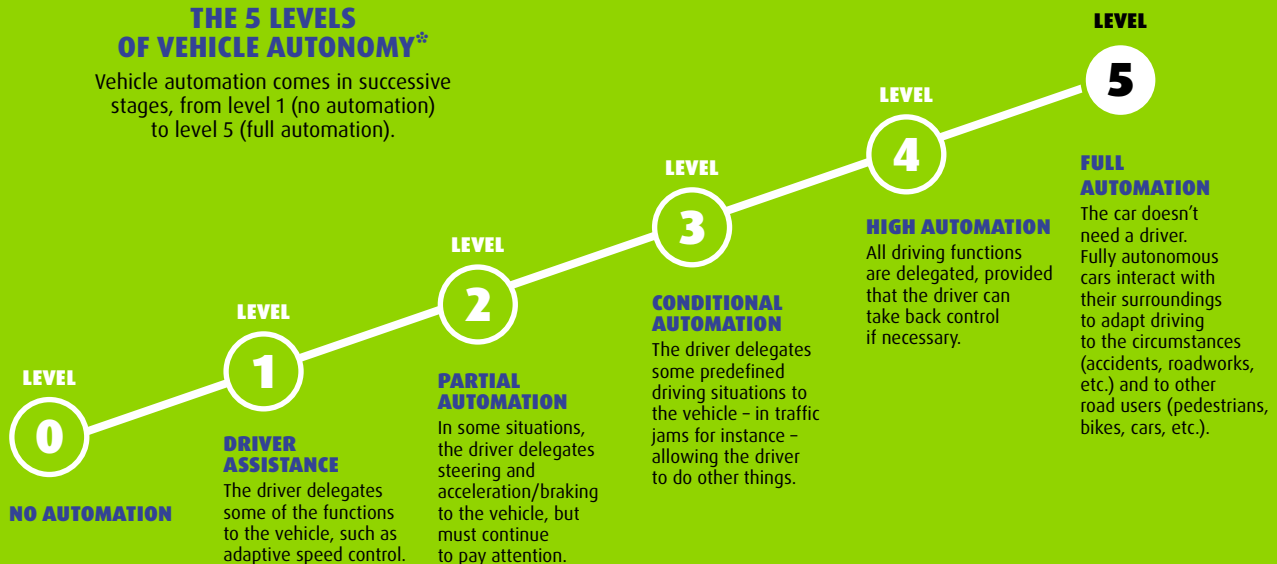 THE 5 LEVELS
OF VEHICLE AUTONOMY*
Vehicle automation comes in successive
stages, from level 1 (no automation)
to level 5 (full automation).
LEVEL
0
NO AUTOMATION
LEVEL
1
DRIVER
ASSISTANCE
The driver delegates
some of the functions
to the vehicle, such as
adaptive speed control.
LEVEL
2
PARTIAL
AUTOMATION
In some situations,
the driver delegates
steering and
acceleration/braking
to the vehicle, but
must continue
to pay attention.
LEVEL
3
CONDITIONAL
AUTOMATION
The driver delegates
some predefined
driving situations to
the vehicle – in traffic
jams for instance –
allowing the driver
to do other things.
LEVEL
4
HIGH AUTOMATION
All driving functions
are delegated, provided
that the driver can
take back control
if necessary.
LEVEL
5
FULL
AUTOMATION
The car doesn’t
need a driver.
Fully autonomous
cars interact with
their surroundings
to adapt driving
to the circumstances
(accidents, roadworks,
etc.) and to other
road users (pedestrians,
bikes, cars, etc.).